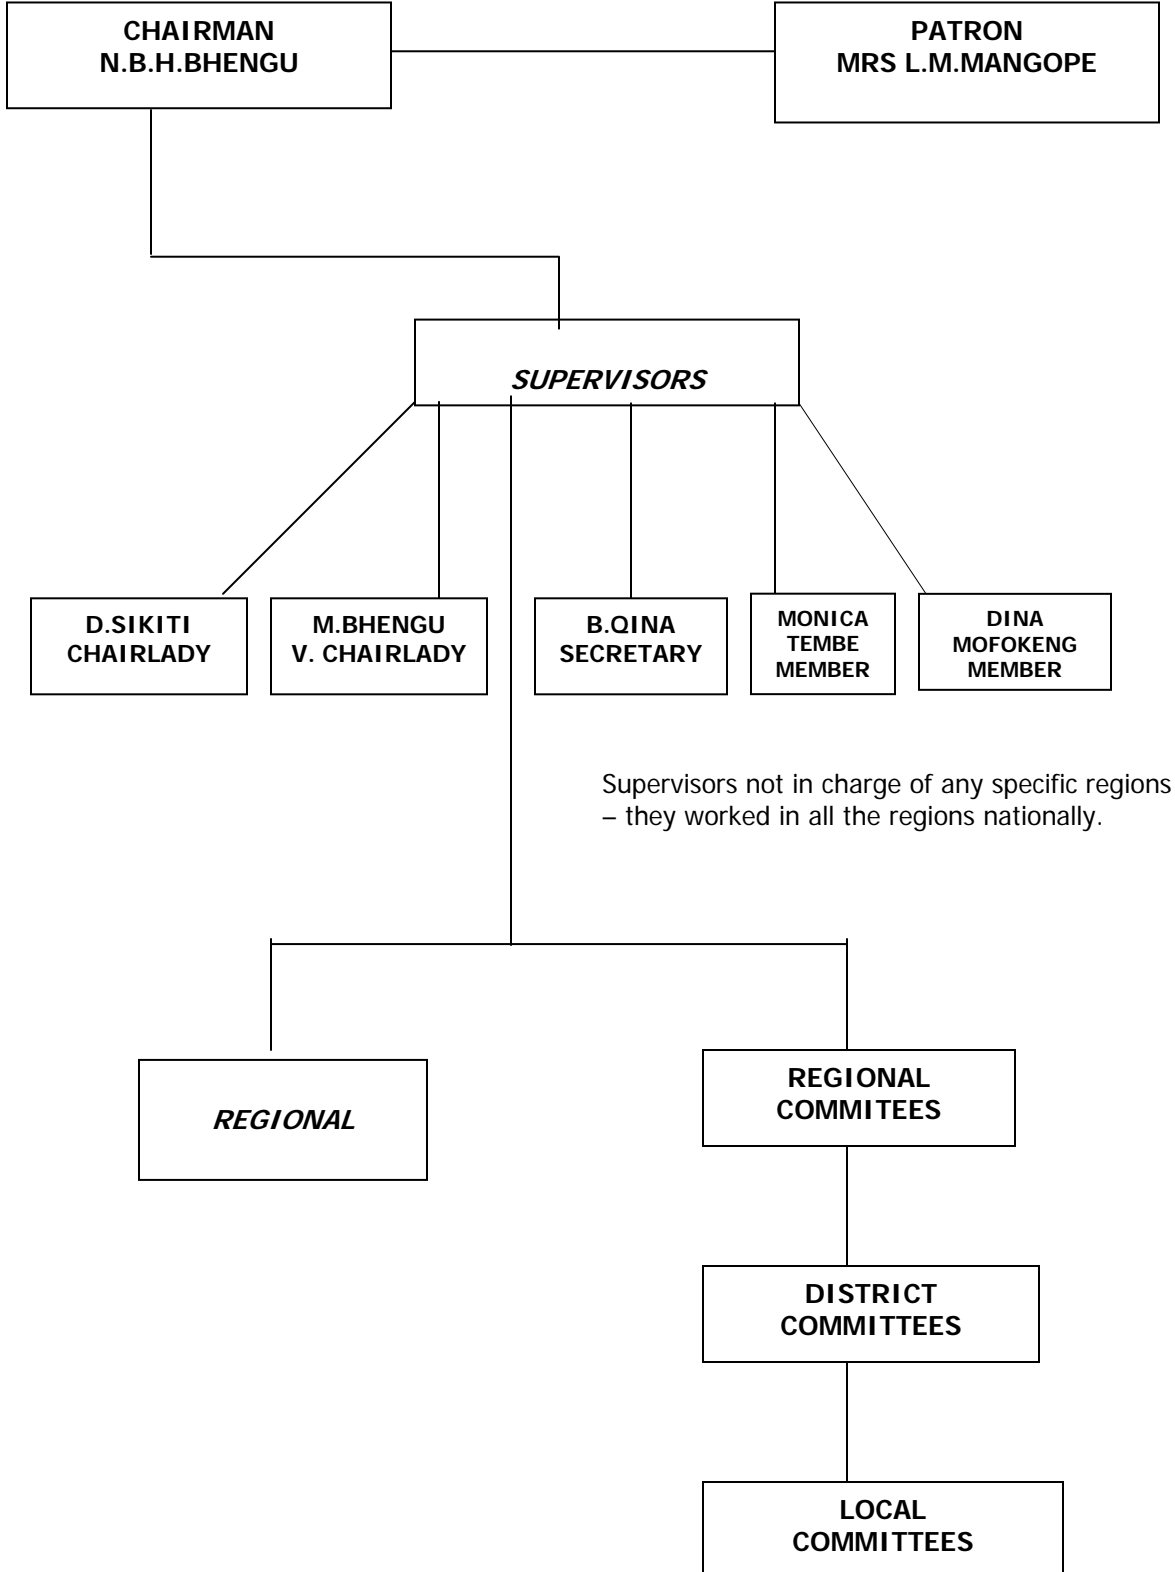 CHAIRMAN
N.B.H.BHENGU
PATRON
MRS L.M.MANGOPE
SUPERVISORS
D.SIKITI
CHAIRLADY
M.BHENGU
V. CHAIRLADY
B.QINA
SECRETARY
MONICA
TEMBE
MEMBER
DINA
MOFOKENG
MEMBER
Supervisors not in charge of any specific regions
– they worked in all the regions nationally.
REGIONAL
REGIONAL
COMMITEES
DISTRICT
COMMITTEES
LOCAL
COMMITTEES